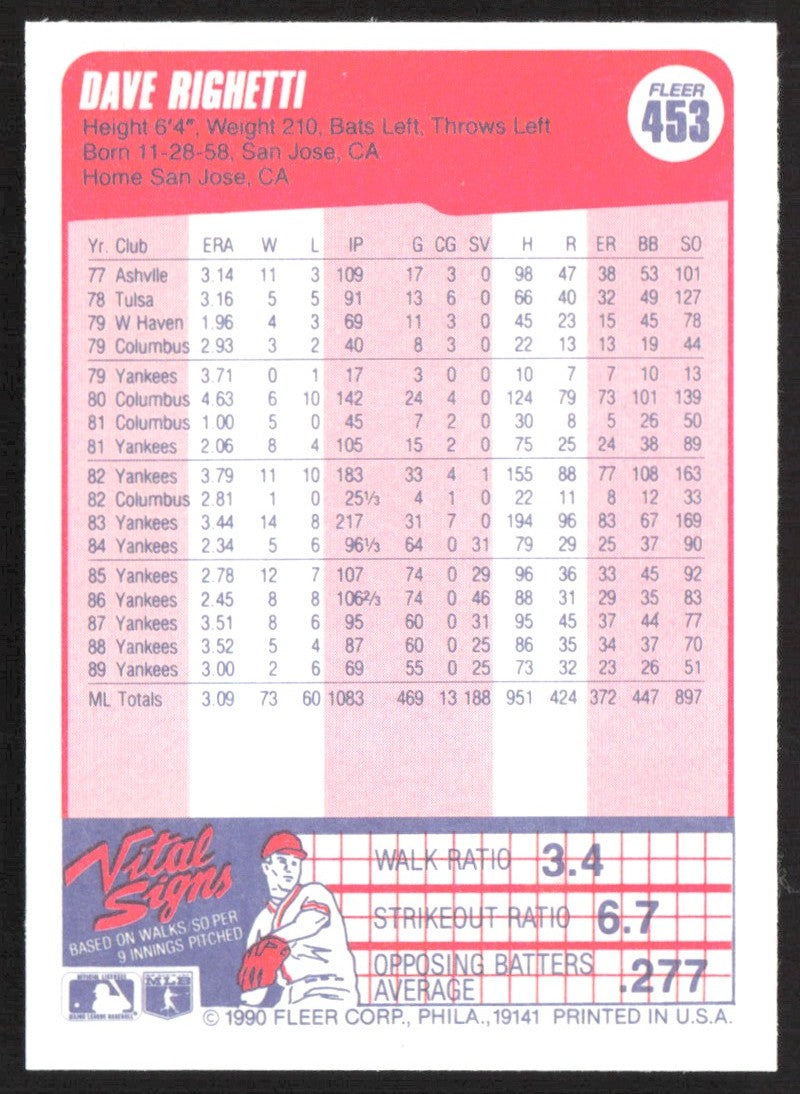 DAVE RIGHETTI
FLEER
453
Height 6'4", Weight 210, Bats Left, Throws Left
Born 11-28-58, San Jose, CA
Home San Jose, CA
Yr. Club ERA W L IP G CG SV H R ER BB SO
77 Ashvlle 3.14 11 3 109 17 3 0 98 47 38 53 101
78 Tulsa 3.16 5 5 91 13 6 0 66 40 32 49 127
79 W Haven 1.96 4 3 69 11 3 0 45 23 15 45 78
79 Columbus 2.93 3 2 40 8 3 0 22 13 13 19 44
79 Yankees 3.71 0 1 17 3 0 0 10 7 7 10 13
80 Columbus 4.63 6 10 142 24 4 0 124 79 73 101 139
81 Columbus 1.00 5 0 45 7 2 0 30 8 5 26 50
81 Yankees 2.06 8 4 105 15 2 0 75 25 24 38 89
82 Yankees 3.79 11 10 183 33 4 1 155 88 77 108 163
82 Columbus 2.81 1 0 25⅓ 4 1 0 22 11 8 12 33
83 Yankees 3.44 14 8 217 31 7 0 194 96 83 67 169
84 Yankees 2.34 5 6 96⅓ 64 0 31 79 29 25 37 90
85 Yankees 2.78 12 7 107 74 0 29 96 36 33 45 92
86 Yankees 2.45 8 8 106⅔ 74 0 46 88 31 29 35 83
87 Yankees 3.51 8 6 95 60 0 31 95 45 37 44 77
88 Yankees 3.52 5 4 87 60 0 25 86 35 34 37 70
89 Yankees 3.00 2 6 69 55 0 25 73 32 23 26 51
ML Totals 3.09 73 60 1083 469 13 188 951 424 372 447 897
Vital
Signs
BASED ON WALKS/SO PER
9 INNINGS PITCHED
WALK RATIO 3.4
STRIKEOUT RATIO 6.7
OPPOSING BATTERS
AVERAGE .277
OFFICIAL LICENSEE
MAJOR LEAGUE BASEBALL
MLB
© 1990 FLEER CORP., PHILA., 19141 PRINTED IN U.S.A.